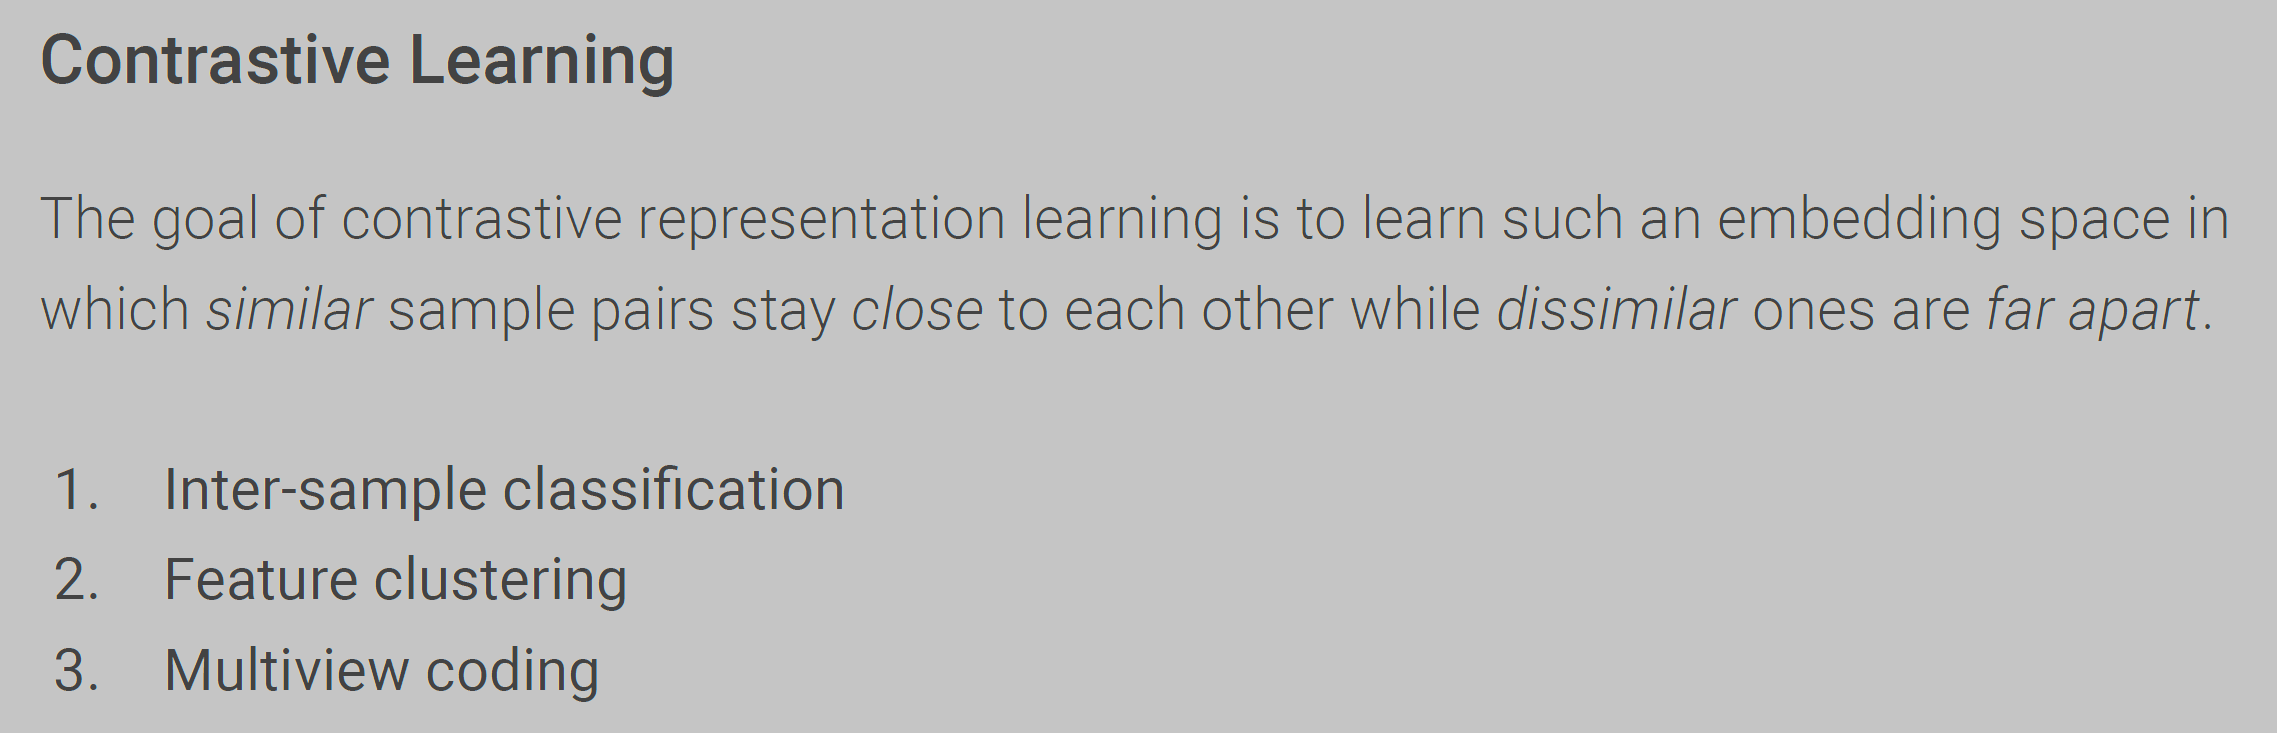 Contrastive Learning
The goal of contrastive representation learning is to learn such an embedding space in
which similar sample pairs stay close to each other while dissimilar ones are far apart.
1. Inter-sample classification
2. Feature clustering
3. Multiview coding